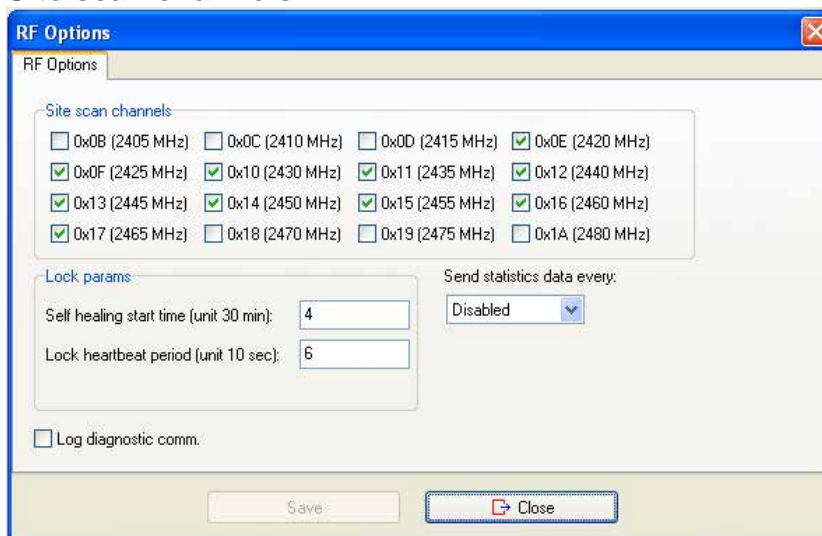 RF Options
RF Options
Site scan channels
0x0B (2405 MHz) 0x0C (2410 MHz) 0x0D (2415 MHz) 0x0E (2420 MHz)
0x0F (2425 MHz) 0x10 (2430 MHz) 0x11 (2435 MHz) 0x12 (2440 MHz)
0x13 (2445 MHz) 0x14 (2450 MHz) 0x15 (2455 MHz) 0x16 (2460 MHz)
0x17 (2465 MHz) 0x18 (2470 MHz) 0x19 (2475 MHz) 0x1A (2480 MHz)
Lock params
Send statistics data every:
Self healing start time (unit 30 min): 4
Disabled
Lock heartbeat period (unit 10 sec): 6
Log diagnostic comm.
Save Close